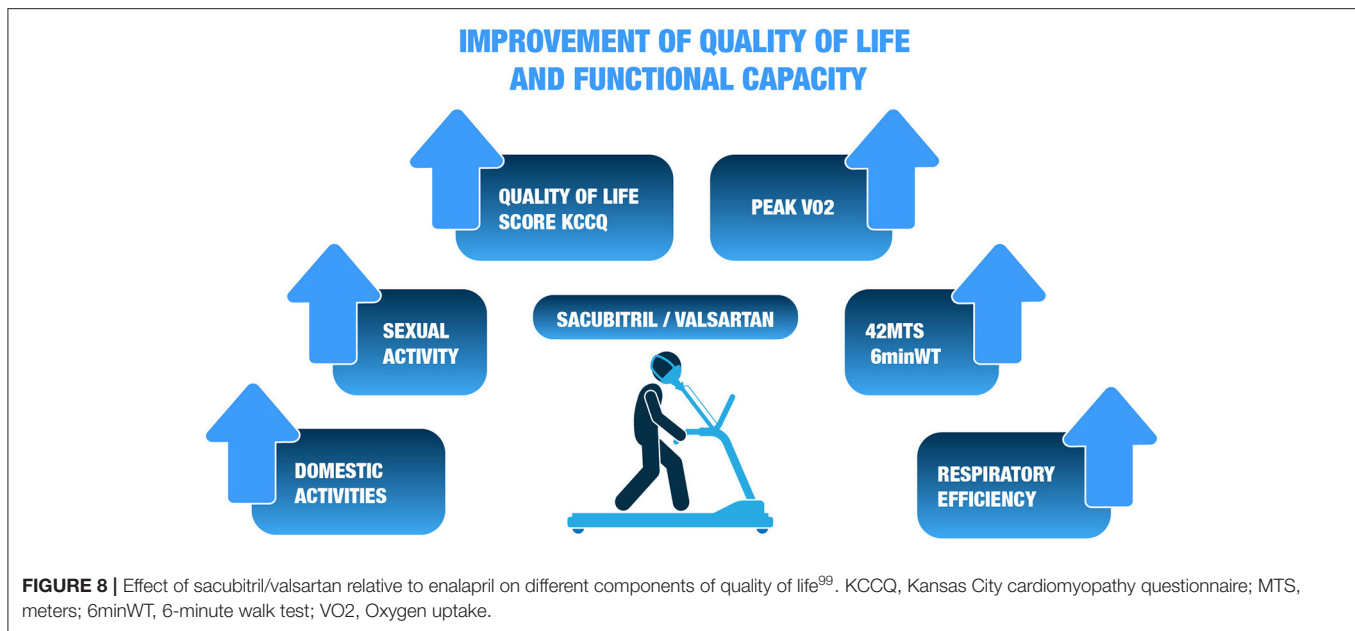 IMPROVEMENT OF QUALITY OF LIFE
AND FUNCTIONAL CAPACITY
QUALITY OF LIFE
SCORE KCCQ
PEAK V02
SEXUAL
ACTIVITY
SACUBITRIL / VALSARTAN
42MTS
6minWT
DOMESTIC
ACTIVITIES
RESPIRATORY
EFFICIENCY
FIGURE 8 | Effect of sacubitril/valsartan relative to enalapril on different components of quality of life⁹⁹. KCCQ, Kansas City cardiomyopathy questionnaire; MTS,
meters; 6minWT, 6-minute walk test; VO2, Oxygen uptake.